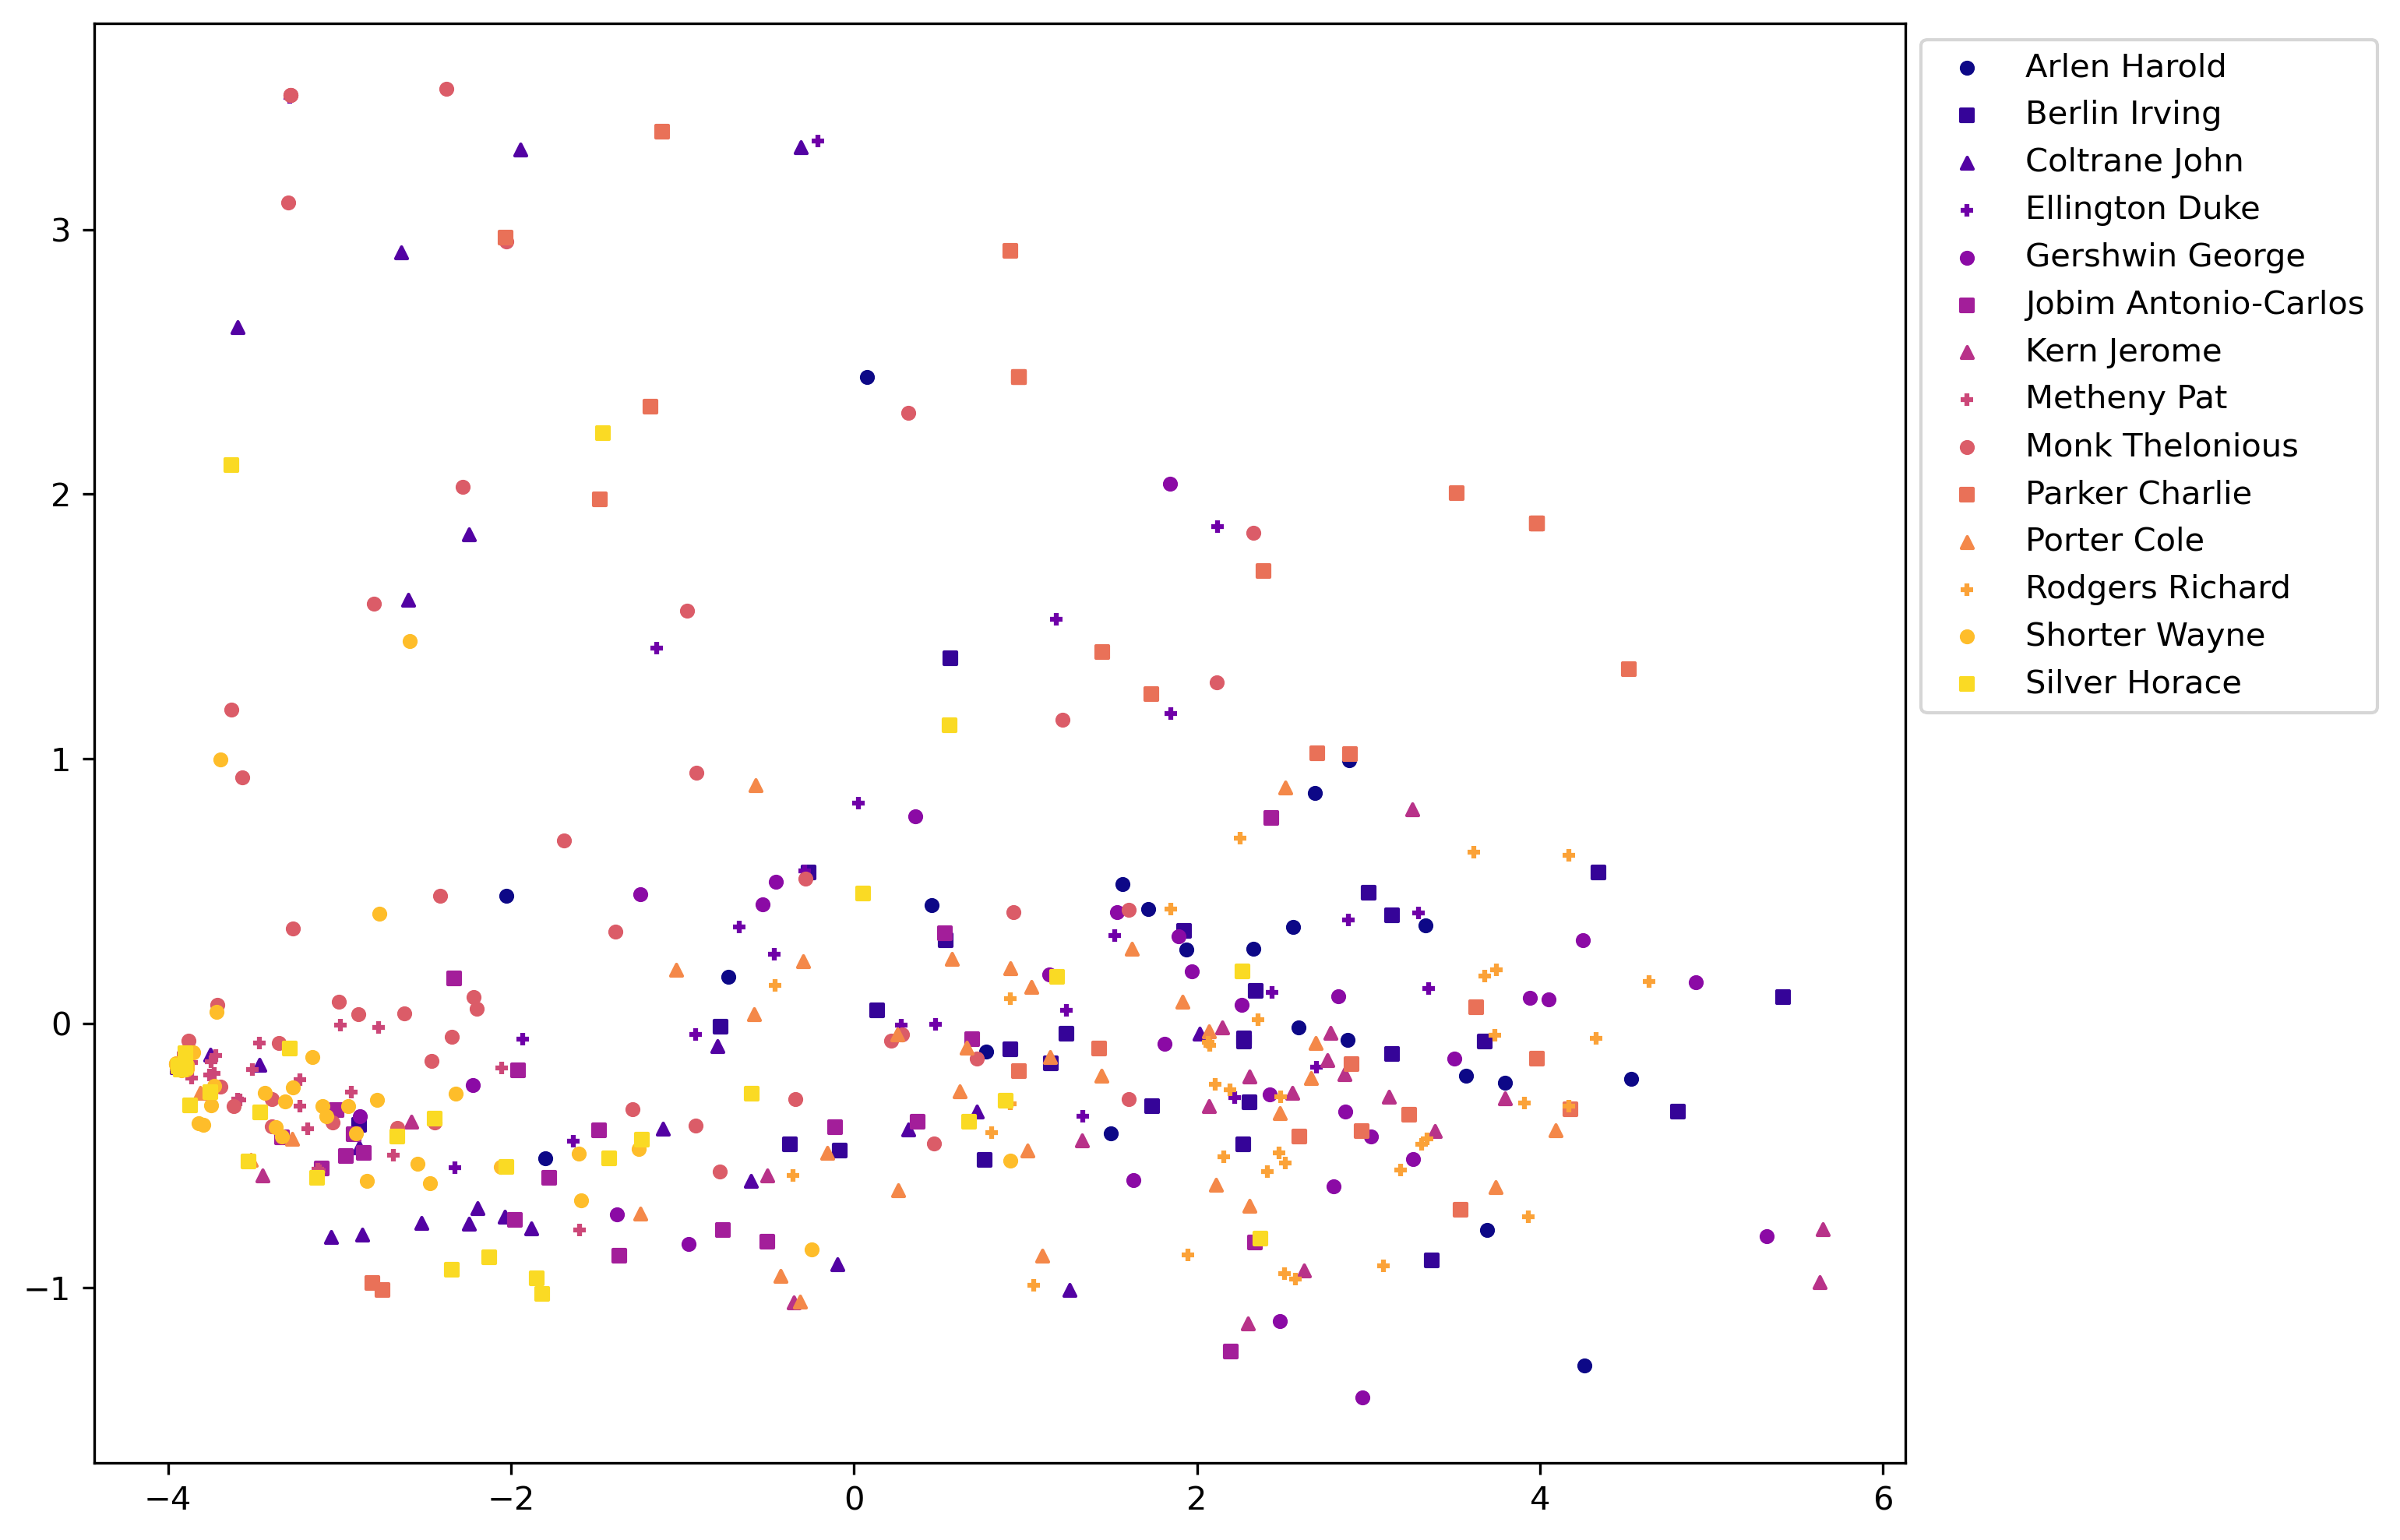 3
2
1
0
−1
−4
−2
0
2
4
6
Arlen Harold
Berlin Irving
Coltrane John
Ellington Duke
Gershwin George
Jobim Antonio-Carlos
Kern Jerome
Metheny Pat
Monk Thelonious
Parker Charlie
Porter Cole
Rodgers Richard
Shorter Wayne
Silver Horace